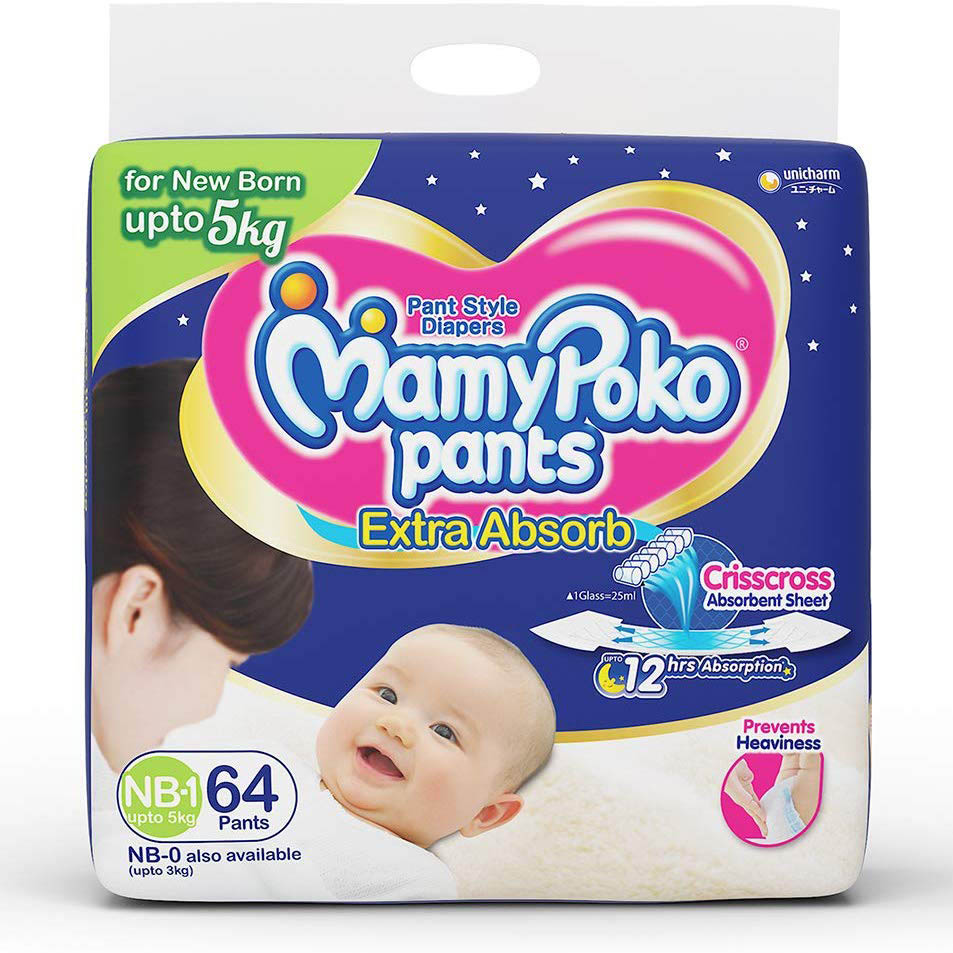 for New Born
upto 5kg
unicharm
ユニ・チャーム
Pant Style
Diapers
MamyPoko
®
pants
Extra Absorb
▲1Glass=25ml
Crisscross
Absorbent Sheet
UPTO
12 hrs Absorption
Prevents
Heaviness
NB-1
upto 5kg
64
Pants
NB-0 also available
(upto 3kg)